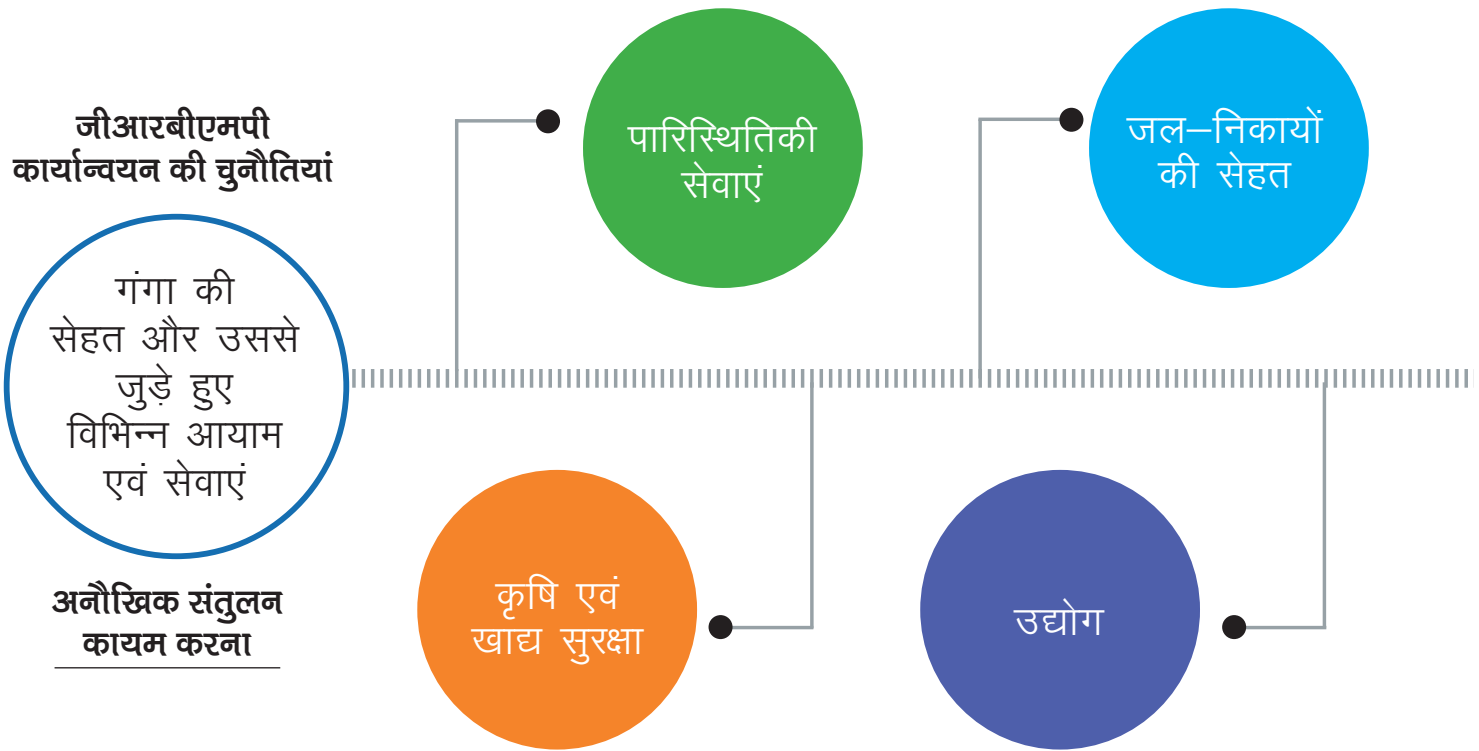 जीआरबीएमपी
कार्यान्वयन की चुनौतियां
गंगा की
सेहत और उससे
जुड़े हुए
विभिन्न आयाम
एवं सेवाएं
अनौखिक संतुलन
कायम करना
पारिस्थितिकी
सेवाएं
जल–निकायों
की सेहत
कृषि एवं
खाद्य सुरक्षा
उद्योग